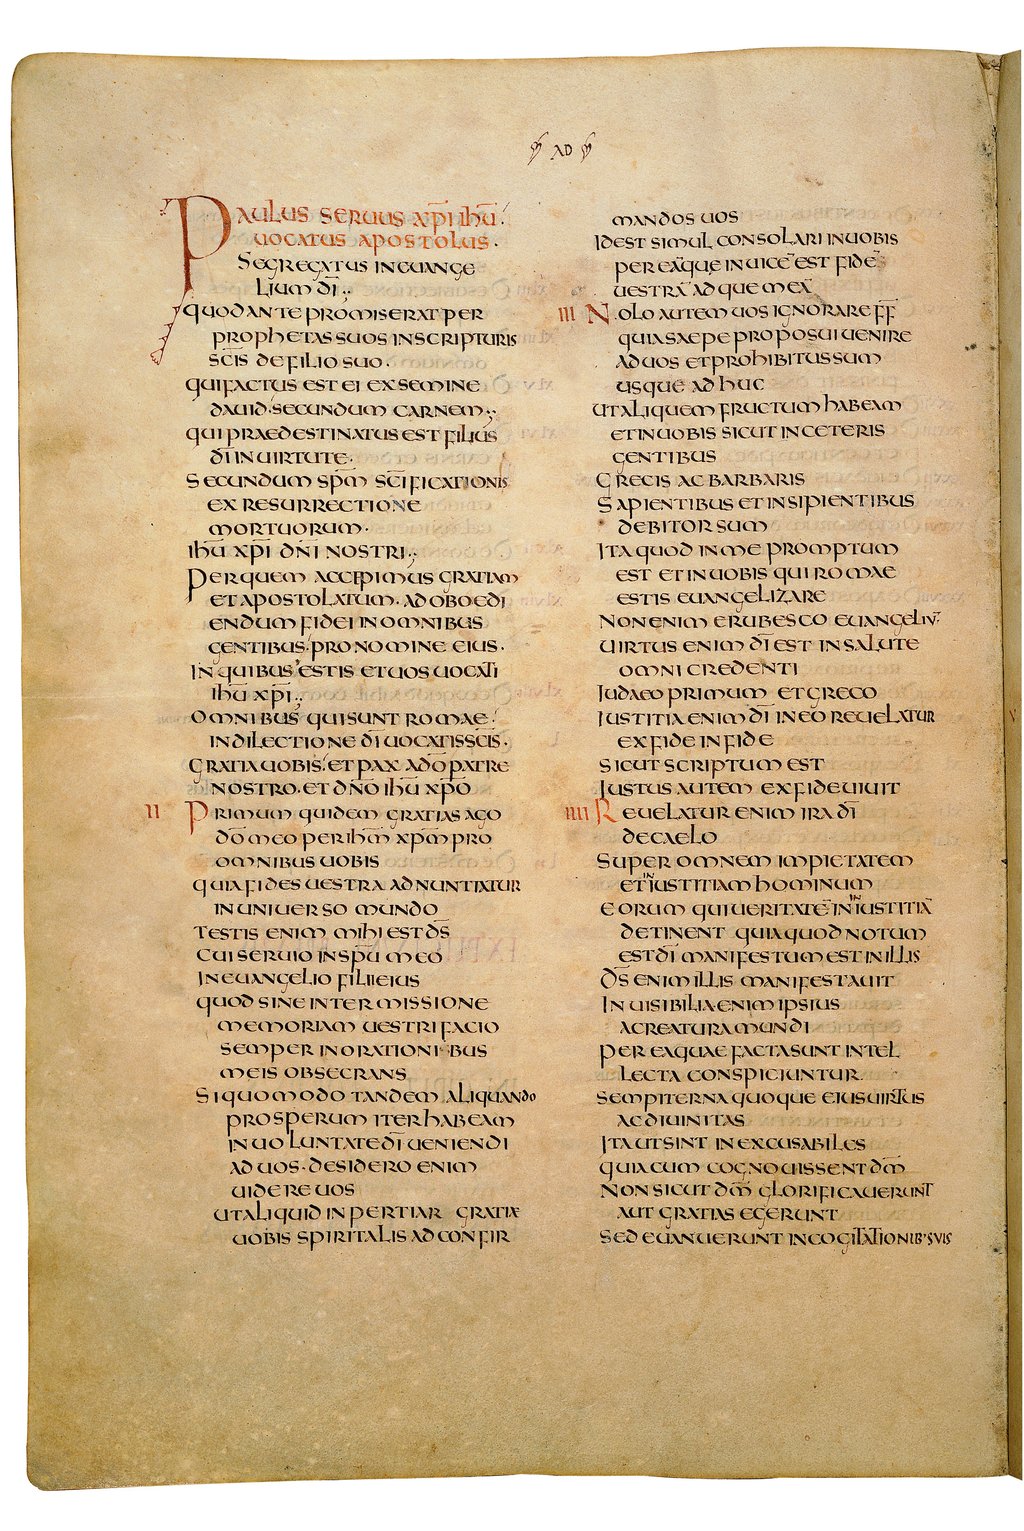 AD
PAULUS SERUUS XPI IHU
UOCATUS APOSTOLUS·
SEGREGATUS IN EUANGE
LIUM DI
QUOD ANTE PROMISERAT PER
PROPHETAS SUOS IN SCRIPTURIS
SCIS DE FILIO SUO·
QUI FACTUS EST EI EX SEMINE
DAUID·SECUNDUM CARNEM
QUI PRAEDESTINATUS EST FILIUS
DI IN UIRTUTE·
SECUNDUM SPM SCIFICATIONIS
EX RESURRECTIONE
MORTUORUM·
IHU XPI DNI NOSTRI
PER QUEM ACCEPIMUS GRATIAM
ET APOSTOLATUM·AD OBOEDI
ENDUM FIDEI IN OMNIBUS
GENTIBUS PRO NOMINE EIUS·
IN QUIBUS ESTIS ET UOS UOCATI
IHU XPI
OMNIBUS QUI SUNT ROMAE
IN DILECTIONE DI UOCATIS SCIS·
GRATIA UOBIS ET PAX A DO PATRE
NOSTRO·ET DNO IHU XPO
II PRIMUM QUIDEM GRATIAS AGO
DO MEO PER IHM XPM PRO
OMNIBUS UOBIS
QUIA FIDES UESTRA ADNUNTIATUR
IN UNIUERSO MUNDO
TESTIS ENIM MIHI EST DS
CUI SERUIO IN SPU MEO
IN EUANGELIO FILII EIUS
QUOD SINE INTERMISSIONE
MEMORIAM UESTRI FACIO
SEMPER IN ORATIONIBUS
MEIS OBSECRANS
SI QUOMODO TANDEM ALIQUANDO
PROSPERUM ITER HABEAM
IN UOLUNTATE DI UENIENDI
AD UOS·DESIDERO ENIM
UIDERE UOS
UT ALIQUID INPERTIAR GRATIAE
UOBIS SPIRITALIS AD CONFIR
MANDOS UOS
ID EST SIMUL CONSOLARI IN UOBIS
PER EAQUE INUICE EST FIDE
UESTRA ADQUE MEA
III NOLO AUTEM UOS IGNORARE FF
QUIA SAEPE PROPOSUI UENIRE
AD UOS ET PROHIBITUS SUM
USQUE ADHUC
UT ALIQUEM FRUCTUM HABEAM
ET IN UOBIS SICUT IN CETERIS
GENTIBUS
GRECIS AC BARBARIS
SAPIENTIBUS ET INSIPIENTIBUS
DEBITOR SUM
ITA QUOD IN ME PROMPTUM
EST ET IN UOBIS QUI ROMAE
ESTIS EUANGELIZARE
NON ENIM ERUBESCO EUANGELIU
UIRTUS ENIM DI EST IN SALUTE
OMNI CREDENTI
IUDAEO PRIMUM ET GRECO
IUSTITIA ENIM DI IN EO REUELATUR
EX FIDE IN FIDE
SICUT SCRIPTUM EST
IUSTUS AUTEM EX FIDE UIUIT
IIII REUELATUR ENIM IRA DI
DE CAELO
SUPER OMNEM IMPIETATEM
ET ININIUSTITIAM HOMINUM
EORUM QUI UERITATE IN INIUSTITIA
DETINENT QUIA QUOD NOTUM
EST DI MANIFESTUM EST IN ILLIS
DS ENIM ILLIS MANIFESTAUIT
INUISIBILIA ENIM IPSIUS
A CREATURA MUNDI
PER EA QUAE FACTA SUNT INTEL
LECTA CONSPICIUNTUR
SEMPITERNA QUOQUE EIUS UIRTUS
AC DIUINITAS
ITA UT SINT INEXCUSABILES
QUIA CUM COGNOUISSENT DM
NON SICUT DM GLORIFICAUERUNT
AUT GRATIAS EGERUNT
SED EUANUERUNT IN COGITATIONIB·SUIS